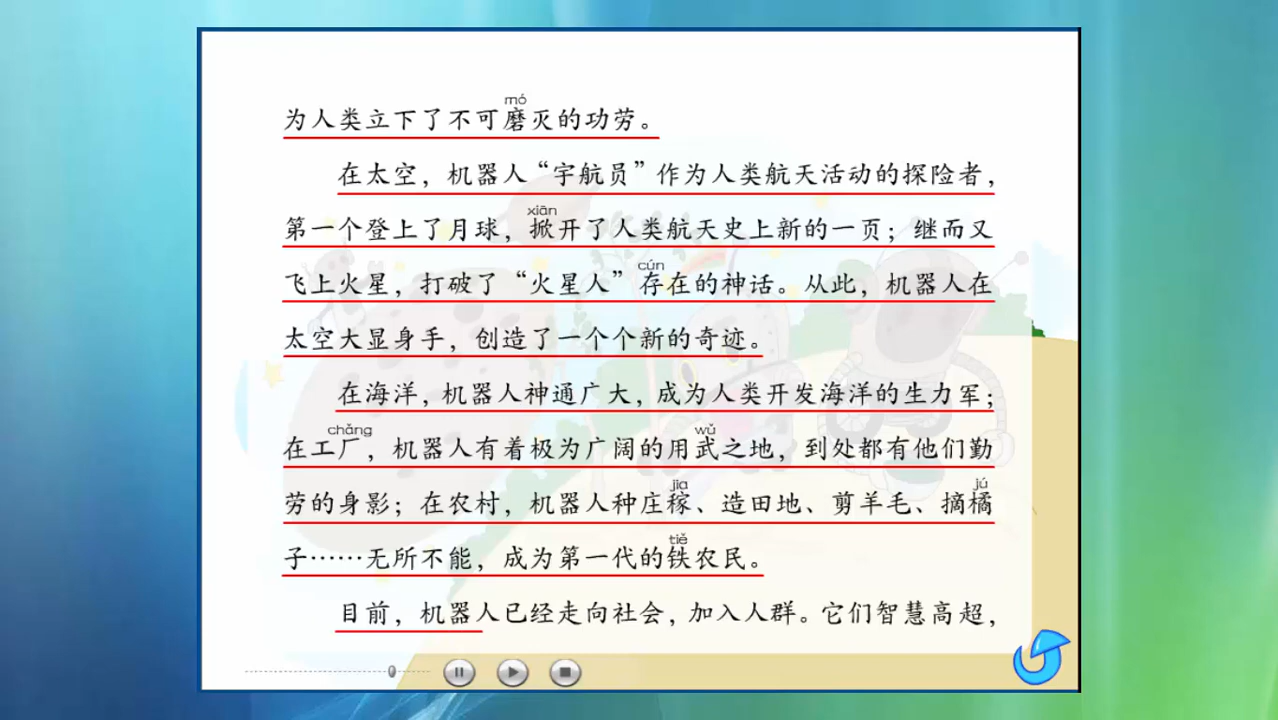 mó
为人类立下了不可磨灭的功劳。
在太空，机器人“宇航员”作为人类航天活动的探险者，
xiān
第一个登上了月球，掀开了人类航天史上新的一页；继而又
cún
飞上火星，打破了“火星人”存在的神话。从此，机器人在
太空大显身手，创造了一个个新的奇迹。
在海洋，机器人神通广大，成为人类开发海洋的生力军；
chǎng wǔ
在工厂，机器人有着极为广阔的用武之地，到处都有他们勤
jia jú
劳的身影；在农村，机器人种庄稼、造田地、剪羊毛、摘橘
tiě
子……无所不能，成为第一代的铁农民。
目前，机器人已经走向社会，加入人群。它们智慧高超，